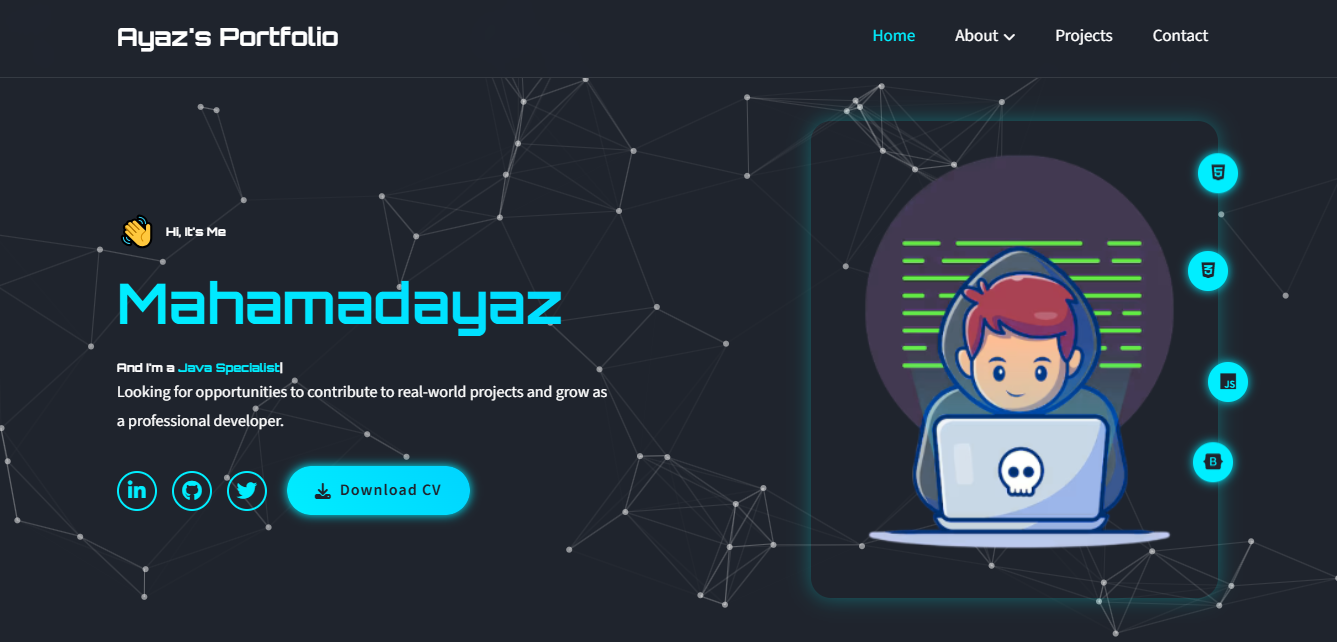 Ayaz's Portfolio
Home About Projects Contact
Hi, It's Me
Mahamadayaz
And I'm a Java Specialist|
Looking for opportunities to contribute to real-world projects and grow as
a professional developer.
in
Download CV
5
3
JS
B